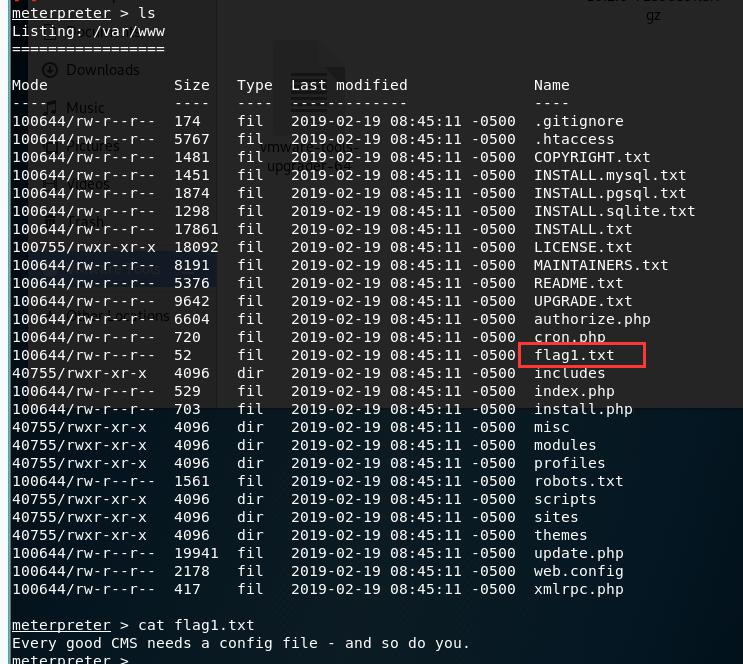 meterpreter > ls
gz
Listing: /var/www
=================
Downloads
Mode Size Type Last modified Name
---- ---- ---- ------------- ----
Music
100644/rw-r--r-- 174 fil 2019-02-19 08:45:11 -0500 .gitignore
100644/rw-r--r-- 5767 fil 2019-02-19 08:45:11 -0500 .htaccess
Pictures
vmware-tools-
100644/rw-r--r-- 1481 fil 2019-02-19 08:45:11 -0500 COPYRIGHT.txt
upgrader-64
100644/rw-r--r-- 1451 fil 2019-02-19 08:45:11 -0500 INSTALL.mysql.txt
Videos
100644/rw-r--r-- 1874 fil 2019-02-19 08:45:11 -0500 INSTALL.pgsql.txt
100644/rw-r--r-- 1298 fil 2019-02-19 08:45:11 -0500 INSTALL.sqlite.txt
Trash
100644/rw-r--r-- 17861 fil 2019-02-19 08:45:11 -0500 INSTALL.txt
100755/rwxr-xr-x 18092 fil 2019-02-19 08:45:11 -0500 LICENSE.txt
100644/rw-r--r-- 8191 fil 2019-02-19 08:45:11 -0500 MAINTAINERS.txt
100644/rw-r--r-- 5376 fil 2019-02-19 08:45:11 -0500 README.txt
100644/rw-r--r-- 9642 fil 2019-02-19 08:45:11 -0500 UPGRADE.txt
Other Locations
100644/rw-r--r-- 6604 fil 2019-02-19 08:45:11 -0500 authorize.php
100644/rw-r--r-- 720 fil 2019-02-19 08:45:11 -0500 cron.php
100644/rw-r--r-- 52 fil 2019-02-19 08:45:11 -0500 flag1.txt
40755/rwxr-xr-x 4096 dir 2019-02-19 08:45:11 -0500 includes
100644/rw-r--r-- 529 fil 2019-02-19 08:45:11 -0500 index.php
100644/rw-r--r-- 703 fil 2019-02-19 08:45:11 -0500 install.php
40755/rwxr-xr-x 4096 dir 2019-02-19 08:45:11 -0500 misc
40755/rwxr-xr-x 4096 dir 2019-02-19 08:45:11 -0500 modules
40755/rwxr-xr-x 4096 dir 2019-02-19 08:45:11 -0500 profiles
100644/rw-r--r-- 1561 fil 2019-02-19 08:45:11 -0500 robots.txt
40755/rwxr-xr-x 4096 dir 2019-02-19 08:45:11 -0500 scripts
40755/rwxr-xr-x 4096 dir 2019-02-19 08:45:11 -0500 sites
40755/rwxr-xr-x 4096 dir 2019-02-19 08:45:11 -0500 themes
100644/rw-r--r-- 19941 fil 2019-02-19 08:45:11 -0500 update.php
100644/rw-r--r-- 2178 fil 2019-02-19 08:45:11 -0500 web.config
100644/rw-r--r-- 417 fil 2019-02-19 08:45:11 -0500 xmlrpc.php
meterpreter > cat flag1.txt
Every good CMS needs a config file - and so do you.
meterpreter >